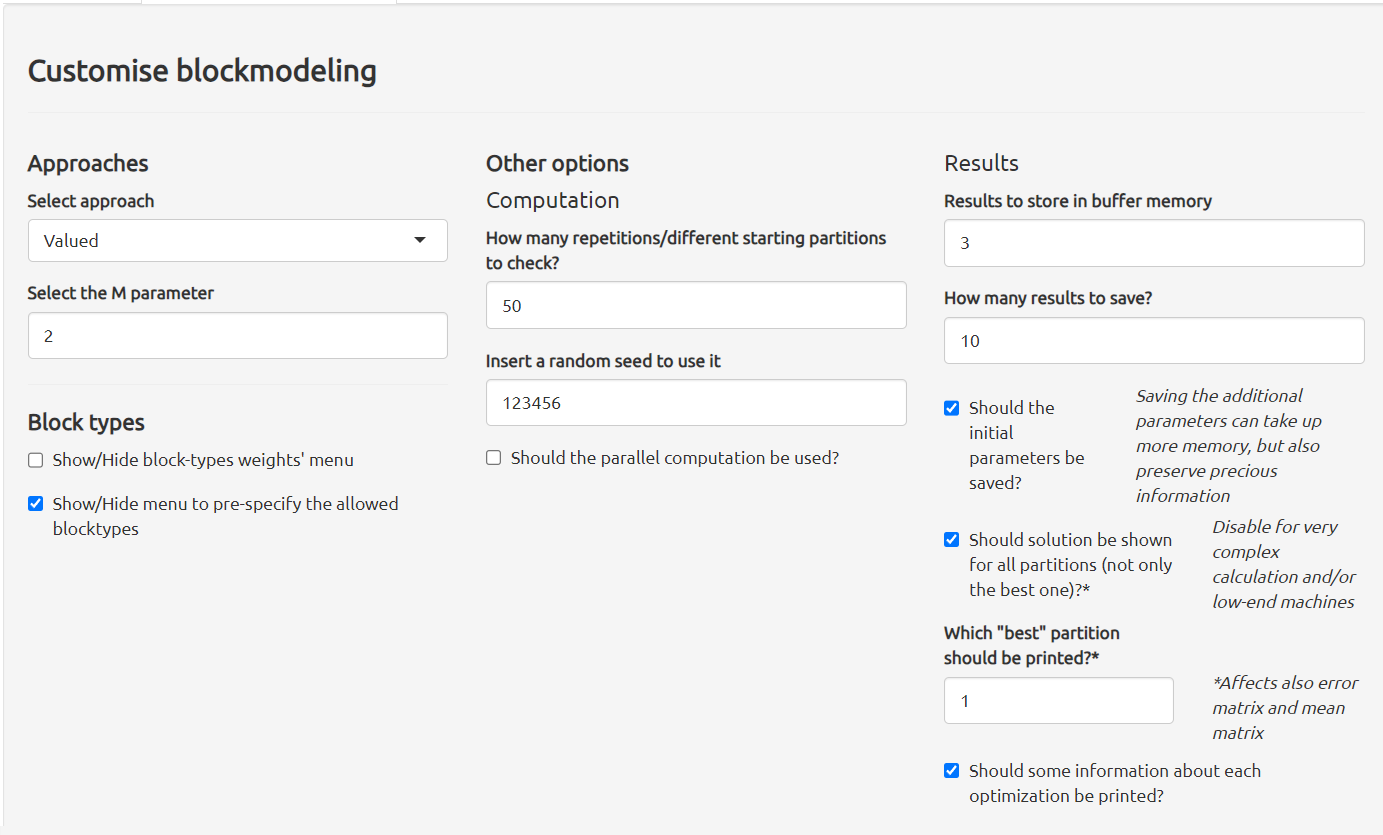 Customise blockmodeling
Approaches
Select approach
Valued
Select the M parameter
2
Block types
Show/Hide block-types weights' menu
Show/Hide menu to pre-specify the allowed
blocktypes
Other options
Computation
How many repetitions/different starting partitions
to check?
50
Insert a random seed to use it
123456
Should the parallel computation be used?
Results
Results to store in buffer memory
3
How many results to save?
10
Should the
initial
parameters be
saved?
Saving the additional
parameters can take up
more memory, but also
preserve precious
information
Should solution be shown
for all partitions (not only
the best one)?*
Disable for very
complex
calculation and/or
low-end machines
Which "best" partition
should be printed?*
1
*Affects also error
matrix and mean
matrix
Should some information about each
optimization be printed?